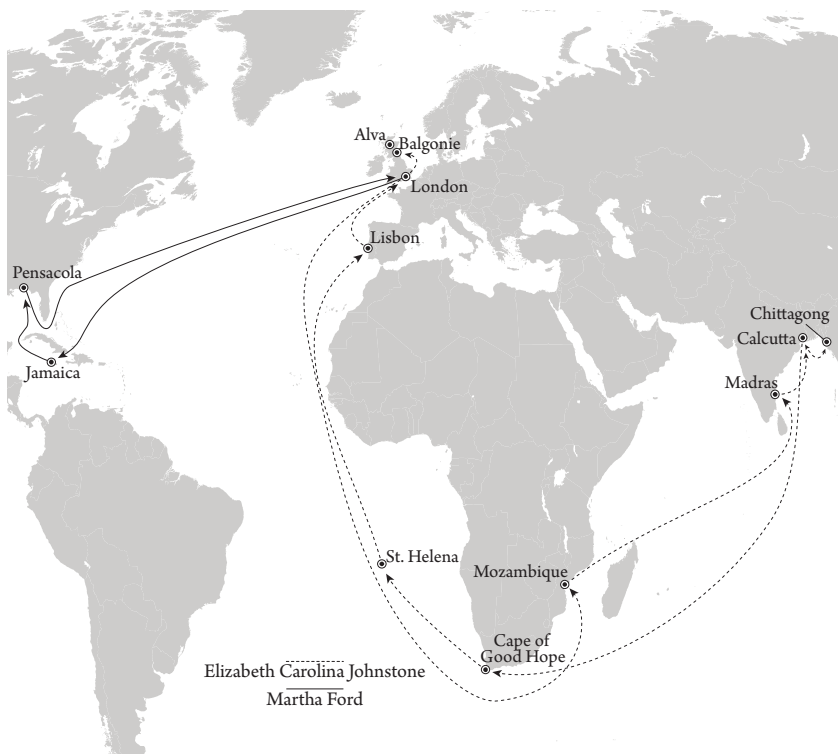 Alva
Balgonie
London
Lisbon
Pensacola
Jamaica
Chittagong
Calcutta
Madras
St. Helena
Mozambique
Cape of
Good Hope
Elizabeth Carolina Johnstone
Martha Ford